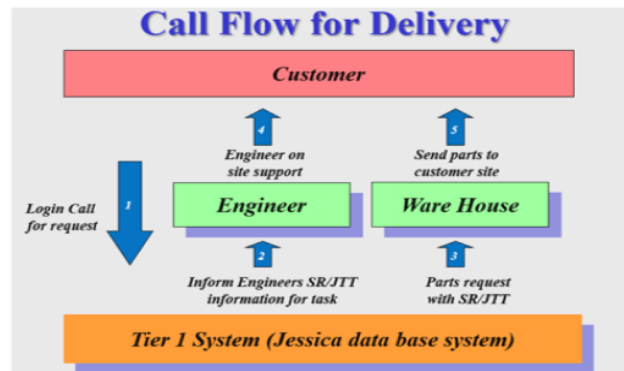 Call Flow for Delivery
Customer
4
5
Engineer on
site support
Send parts to
customer site
1
Login Call
for request
Engineer
Ware House
2
3
Inform Engineers SR/JTT
information for task
Parts request
with SR/JTT
Tier 1 System (Jessica data base system)